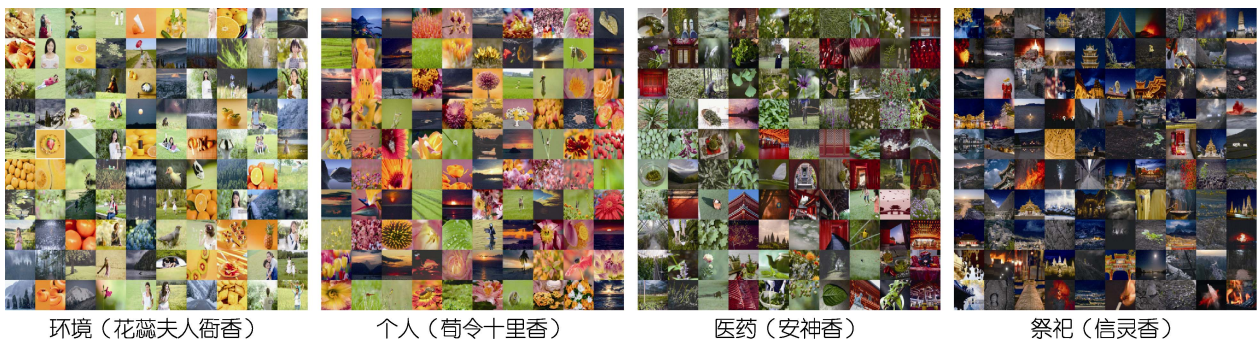 环境（花蕊夫人衙香）
个人（荀令十里香）
医药（安神香）
祭祀（信灵香）